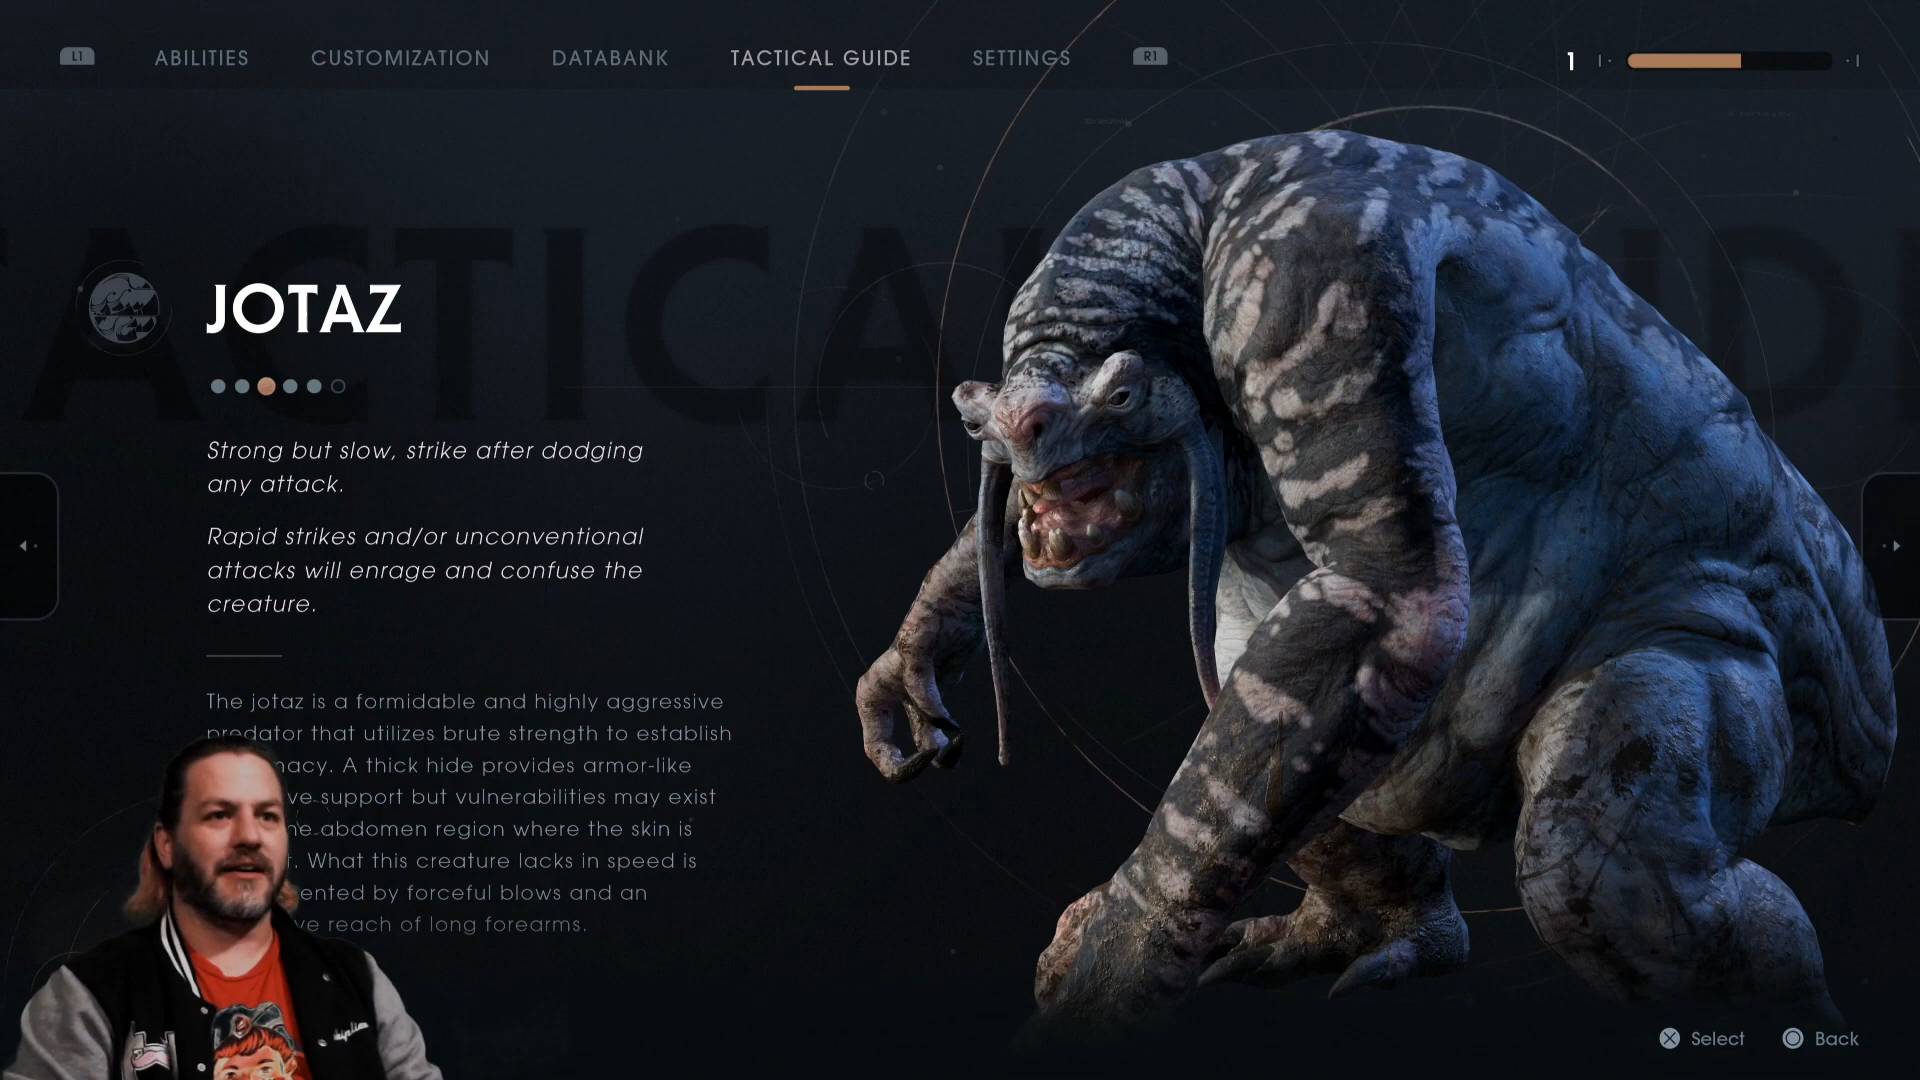 L1 ABILITIES CUSTOMIZATION DATABANK TACTICAL GUIDE SETTINGS R1 1
TACTICAL
JOTAZ
Strong but slow, strike after dodging
any attack.
Rapid strikes and/or unconventional
attacks will enrage and confuse the
creature.
The jotaz is a formidable and highly aggressive
predator that utilizes brute strength to establish
A thick hide provides armor-like
support but vulnerabilities may exist
abdomen region where the skin is
What this creature lacks in speed is
by forceful blows and an
reach of long forearms.
Select Back